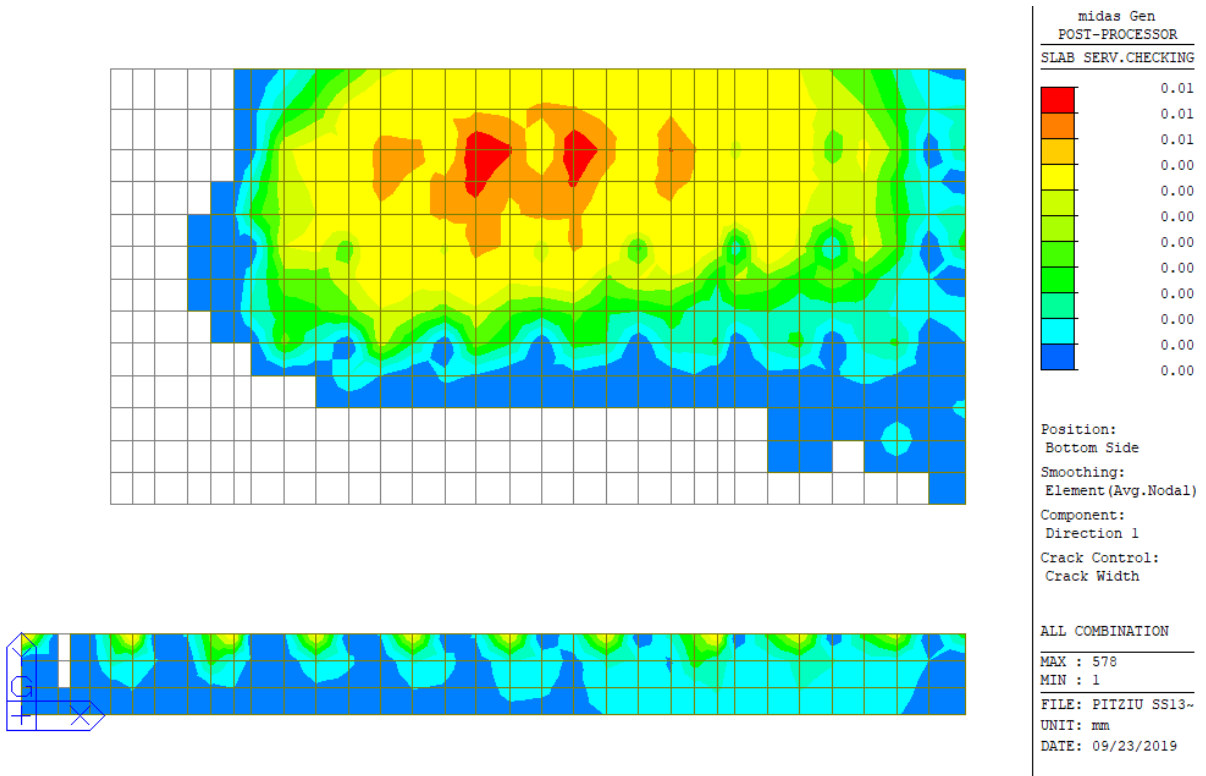 midas Gen
POST-PROCESSOR
SLAB SERV.CHECKING
0.01
0.01
0.01
0.00
0.00
0.00
0.00
0.00
0.00
0.00
0.00
0.00
Position:
Bottom Side
Smoothing:
Element(Avg.Nodal)
Component:
Direction 1
Crack Control:
Crack Width
ALL COMBINATION
MAX : 578
MIN : 1
FILE: PITZIU SS13~
UNIT: mm
DATE: 09/23/2019
Y
G
X